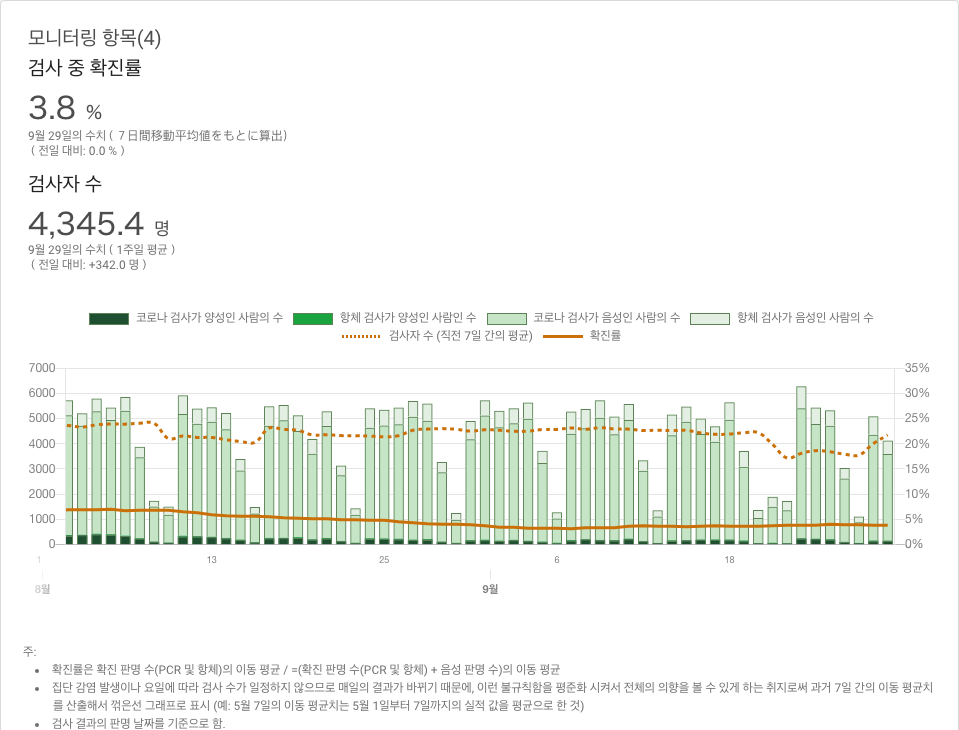 모니터링 항목(4)
검사 중 확진률
3.8 %
9월 29일의 수치 ( ７日間移動平均値をもとに算出)
( 전일 대비: 0.0 % )
검사자 수
4,345.4 명
9월 29일의 수치 ( 1주일 평균 )
( 전일 대비: +342.0 명 )
코로나 검사가 양성인 사람의 수 항체 검사가 양성인 사람인 수 코로나 검사가 음성인 사람의 수 항체 검사가 음성인 사람의 수
검사자 수 (직전 7일 간의 평균) 확진률
7000 35%
6000 30%
5000 25%
4000 20%
3000 15%
2000 10%
1000 5%
0 0%
1 13 25 6 18
8월 9월
주:
확진률은 확진 판명 수(PCR 및 항체)의 이동 평균 / =(확진 판명 수(PCR 및 항체) + 음성 판명 수)의 이동 평균
집단 감염 발생이나 요일에 따라 검사 수가 일정하지 않으므로 매일의 결과가 바뀌기 때문에, 이런 불규칙함을 평준화 시켜서 전체의 의향을 볼 수 있게 하는 취지로써 과거 7일 간의 이동 평균치
를 산출해서 꺾은선 그래프로 표시 (예: 5월 7일의 이동 평균치는 5월 1일부터 7일까지의 실적 값을 평균으로 한 것)
검사 결과의 판명 날짜를 기준으로 함.